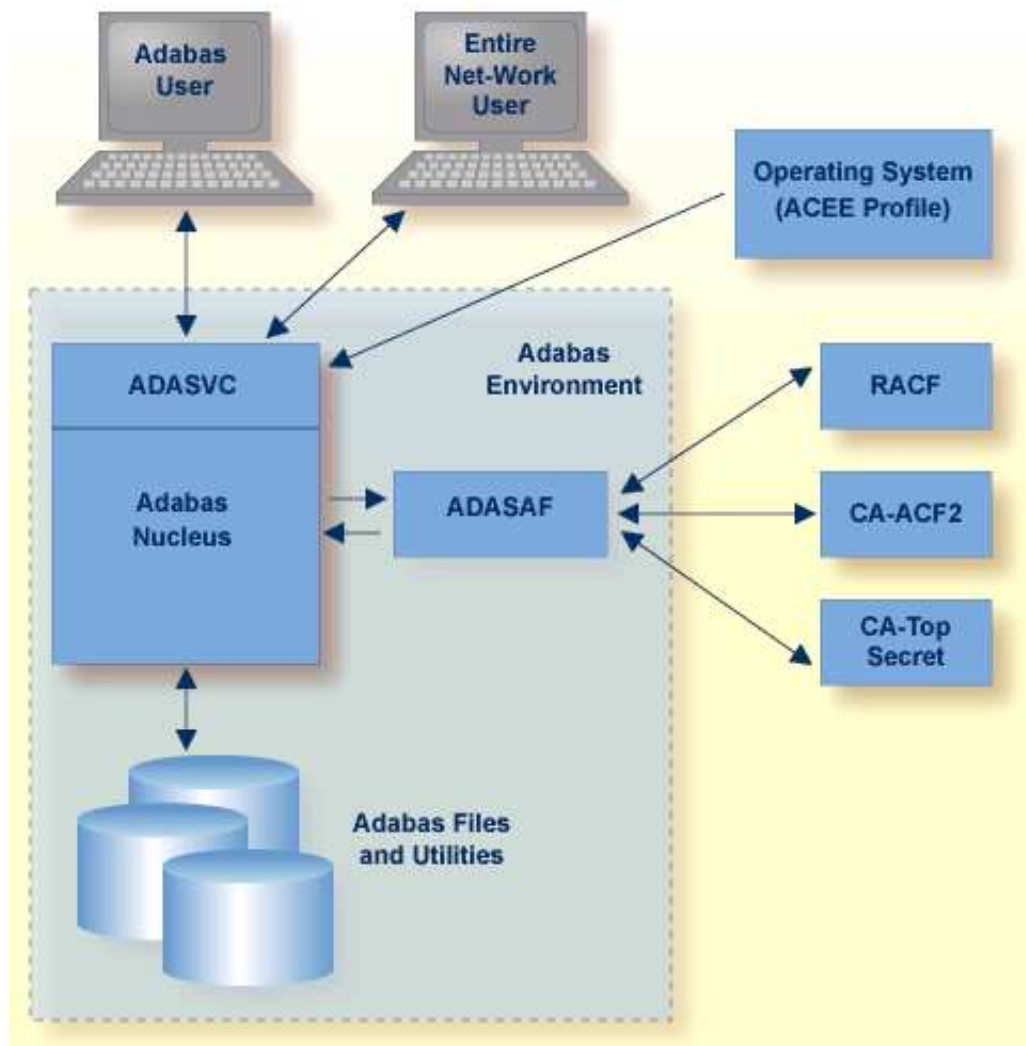 Adabas
User
Entire
Net-Work
User
Operating System
(ACEE Profile)
ADASVC
Adabas
Environment
RACF
Adabas
Nucleus
ADASAF
CA-ACF2
CA-Top
Secret
Adabas Files
and Utilities